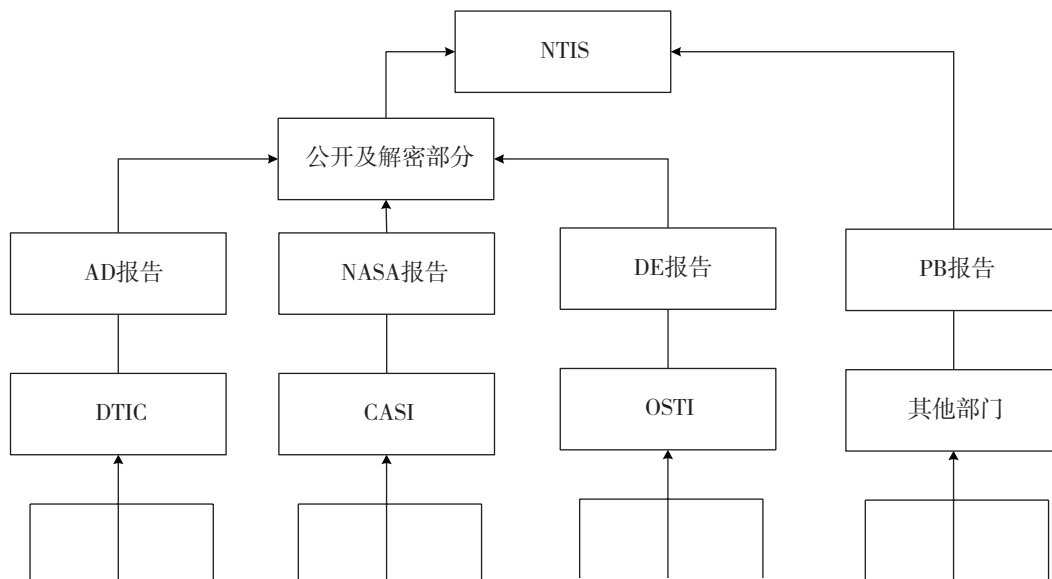 NTIS
公开及解密部分
AD报告
NASA报告
DE报告
PB报告
DTIC
CASI
OSTI
其他部门